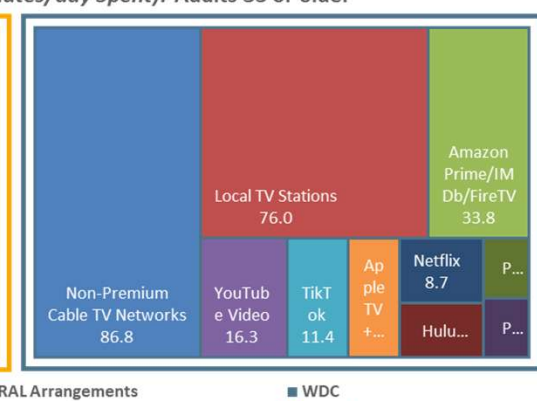 Adults 35 or older
Local TV Stations
76.0
Amazon
Prime/IM
Db/FireTV
33.8
Non-Premium
Cable TV Networks
86.8
YouTub
e Video
16.3
TikT
ok
11.4
Ap
ple
TV
+...
Netflix
8.7
Hulu...
P...
P...
RAL Arrangements
WDC